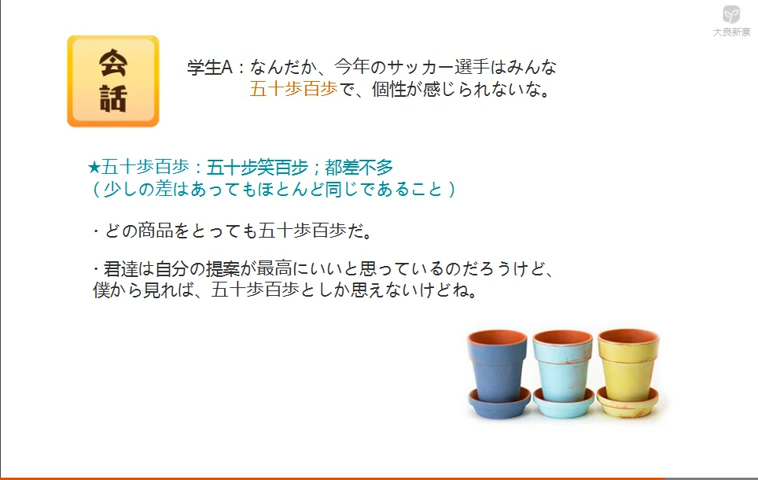 大良新裏
会話
学生A：なんだか、今年のサッカー選手はみんな
五十歩百歩で、個性が感じられないな。
★五十歩百歩：五十步笑百步；都差不多
（少しの差はあってもほとんど同じであること）
・どの商品をとっても五十歩百歩だ。
・君達は自分の提案が最高にいいと思っているのだろうけど、
僕から見れば、五十歩百歩としか思えないけどね。